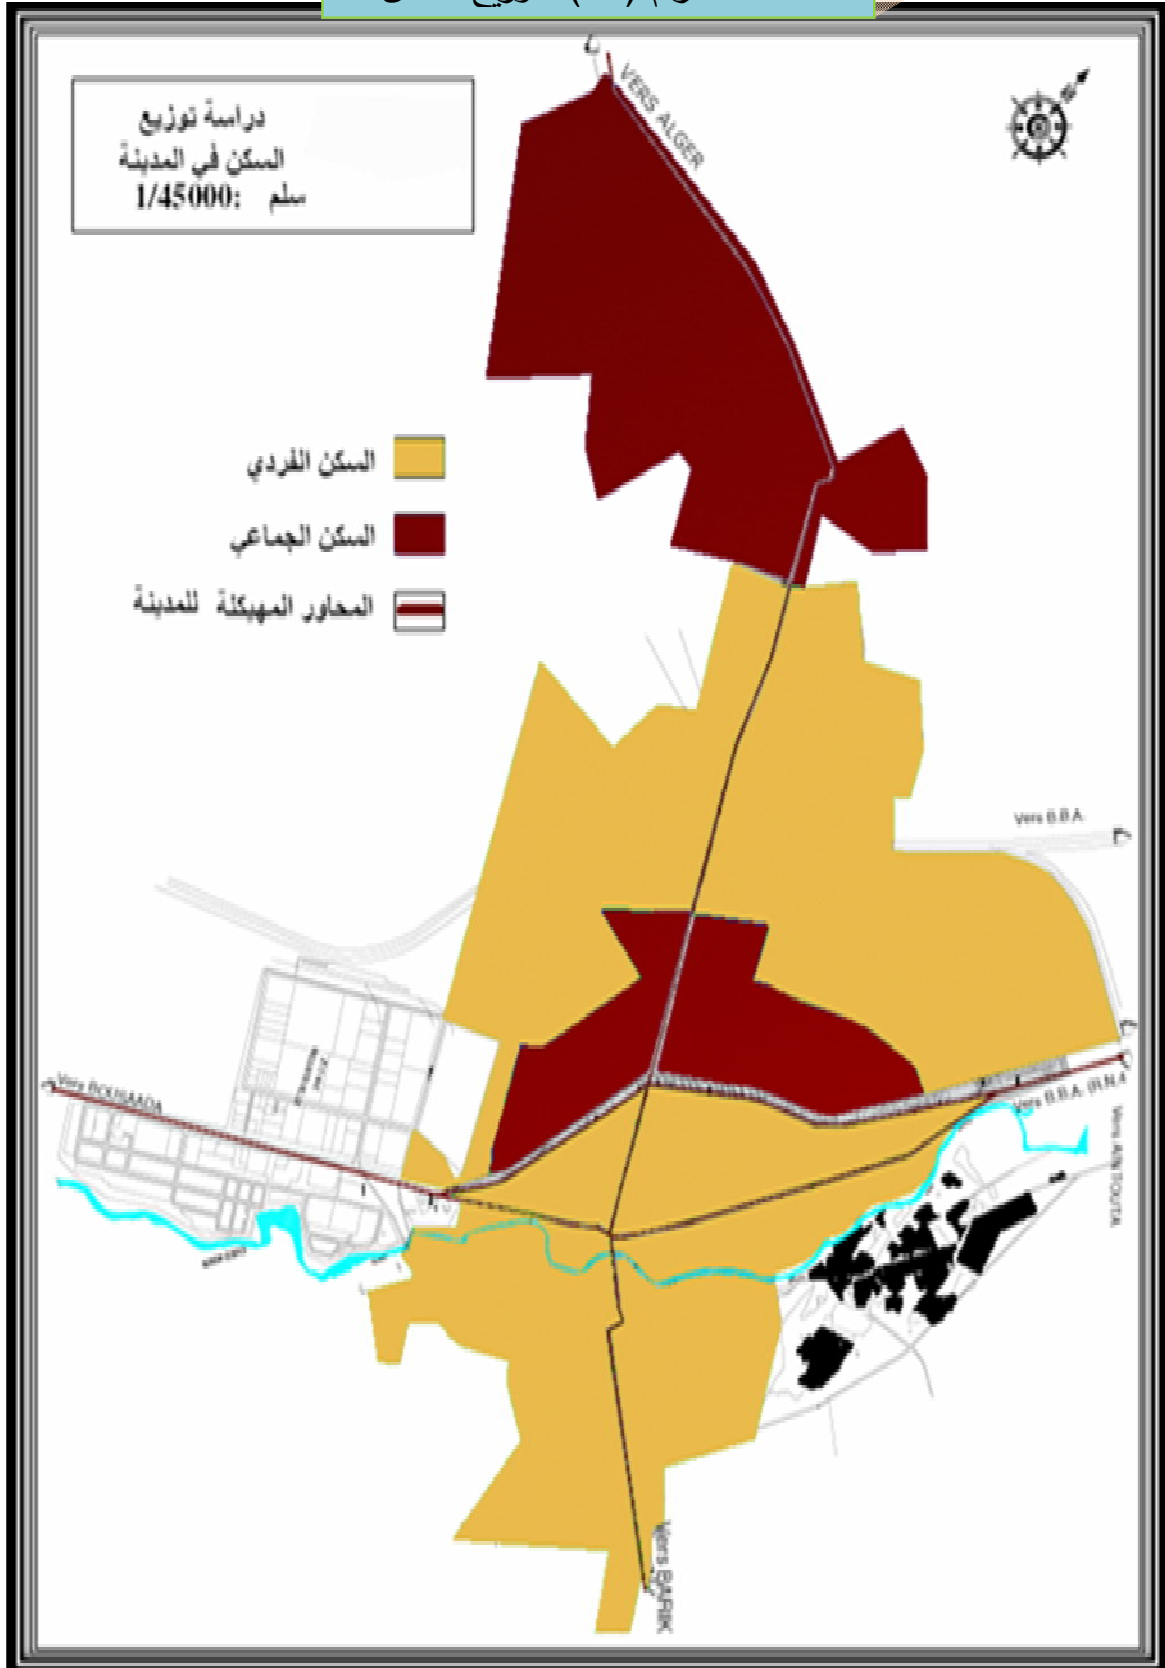 دراسة توزيع
السكن في المدينة
سلم :1/45000
VERS ALGER
السكن الفردي
السكن الجماعي
المحاور المهيكلة للمدينة
Vers B.B.A.
Vers BOUSAADA
Vers B.B.A. (R.N.4
Vers AIN TOUTA
Vers BARIK